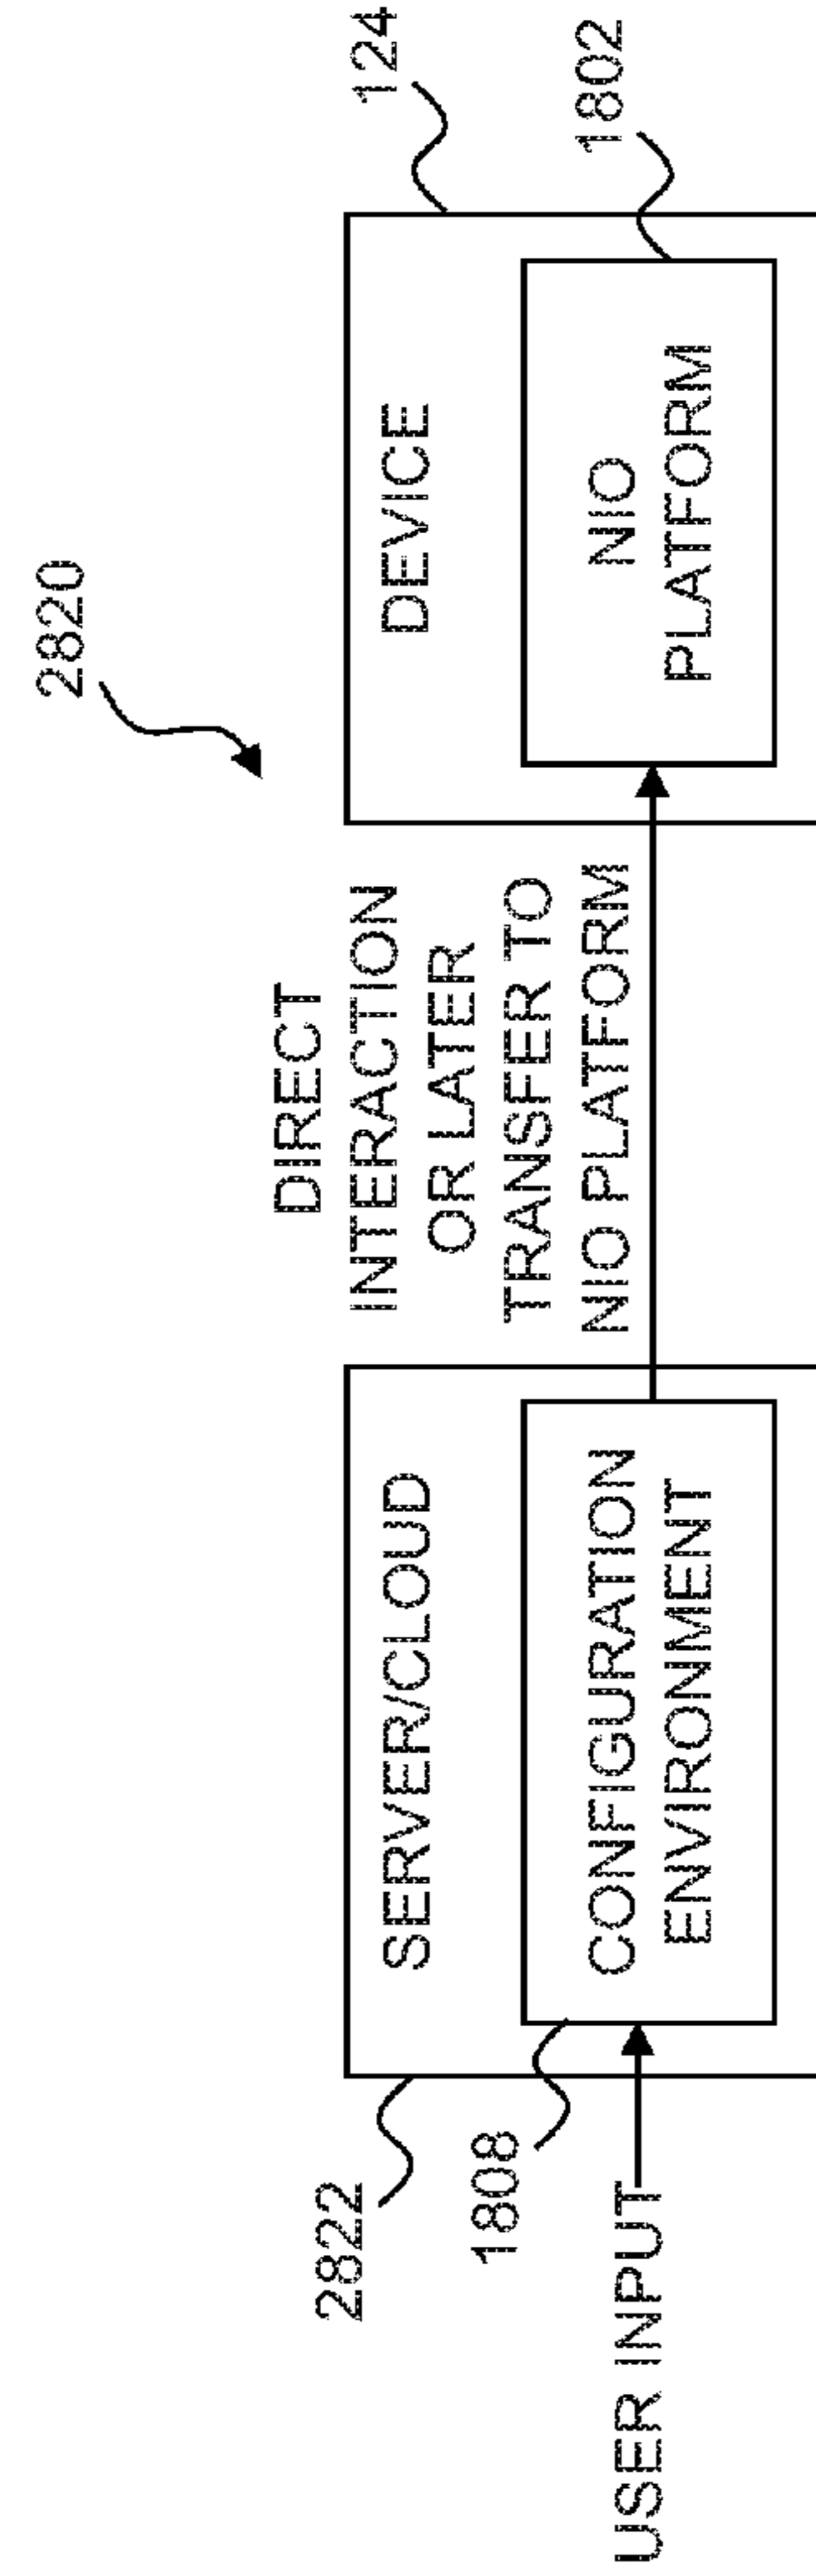 2820
2822
SERVER/CLOUD
1808
CONFIGURATION
ENVIRONMENT
USER INPUT
DIRECT
INTERACTION
OR LATER
TRANSFER TO
NIO PLATFORM
124
DEVICE
1802
NIO
PLATFORM